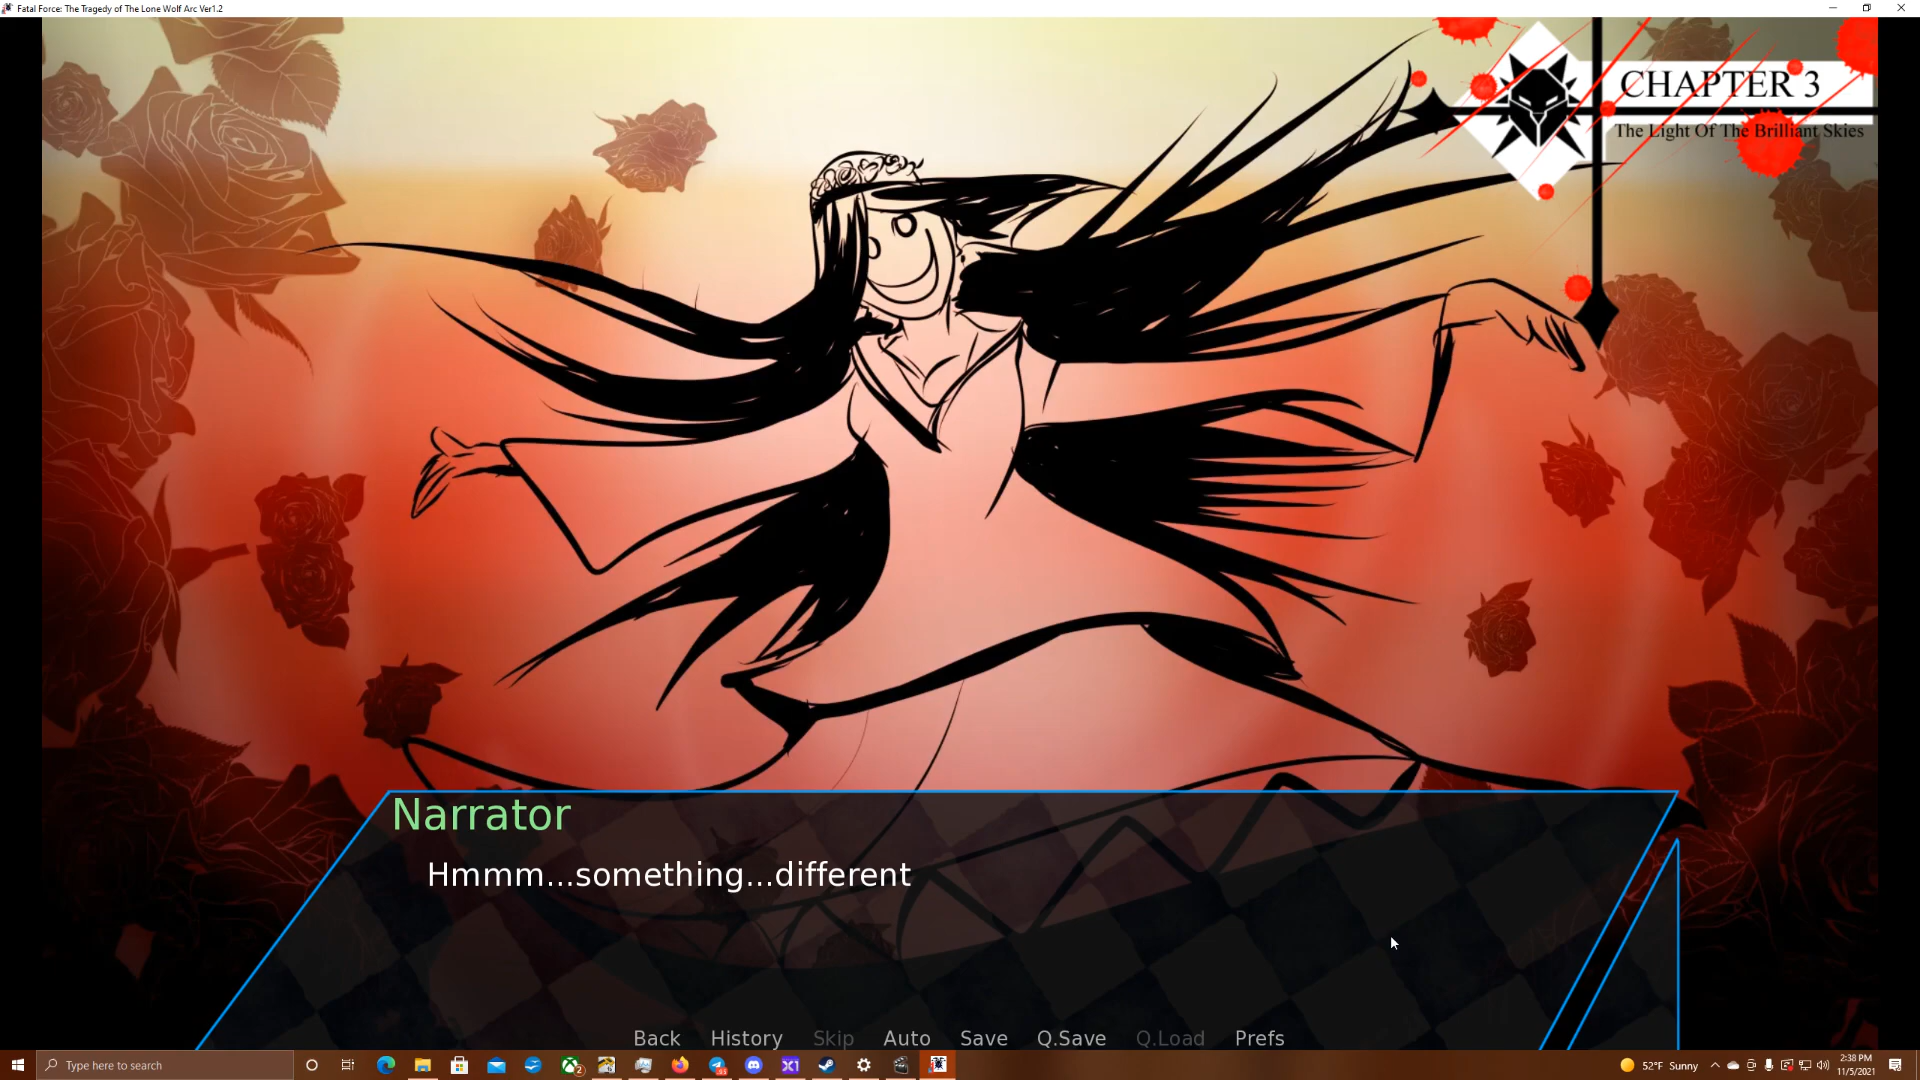 Fatal Force: The Tragedy of The Lone Wolf Arc Ver1.2
CHAPTER 3
The Light Of The Brilliant Skies
Narrator
Hmmm...something...different
Back History Skip Auto Save Q.Save Q.Load Prefs
Type here to search
2
X1
52°F Sunny
2:38 PM
11/5/2021